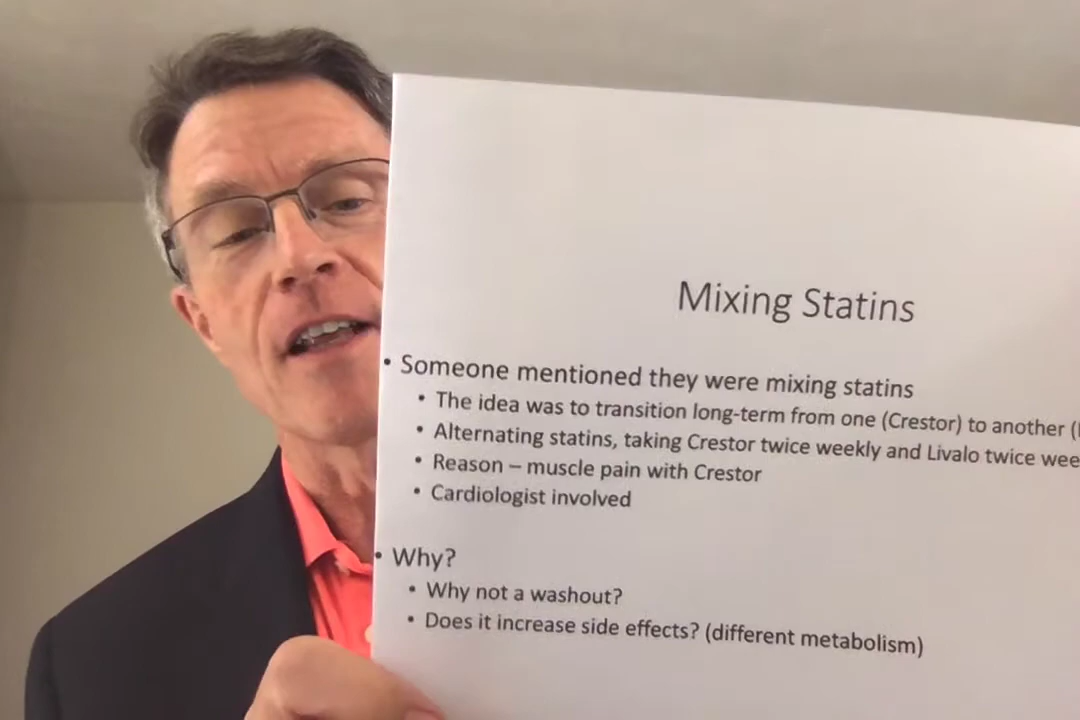 Mixing Statins
• Someone mentioned they were mixing statins
• The idea was to transition long-term from one (Crestor) to another (
• Alternating statins, taking Crestor twice weekly and Livalo twice
• Reason – muscle pain with Crestor
• Cardiologist involved
• Why?
• Why not a washout?
• Does it increase side effects? (different metabolism)